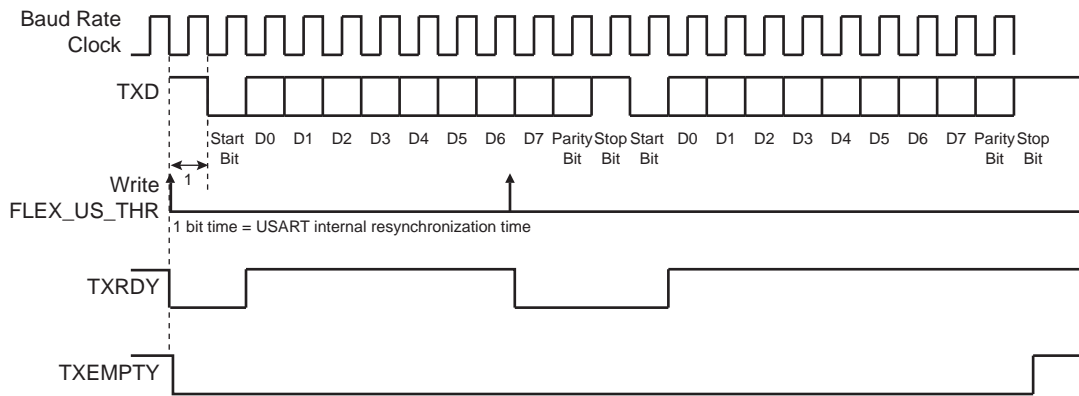 Baud Rate
Clock
TXD
Start D0 D1 D2 D3 D4 D5 D6 D7 Parity Stop Start D0 D1 D2 D3 D4 D5 D6 D7 Parity Stop
Bit Bit Bit Bit Bit Bit
1
Write
FLEX_US_THR
1 bit time = USART internal resynchronization time
TXRDY
TXEMPTY